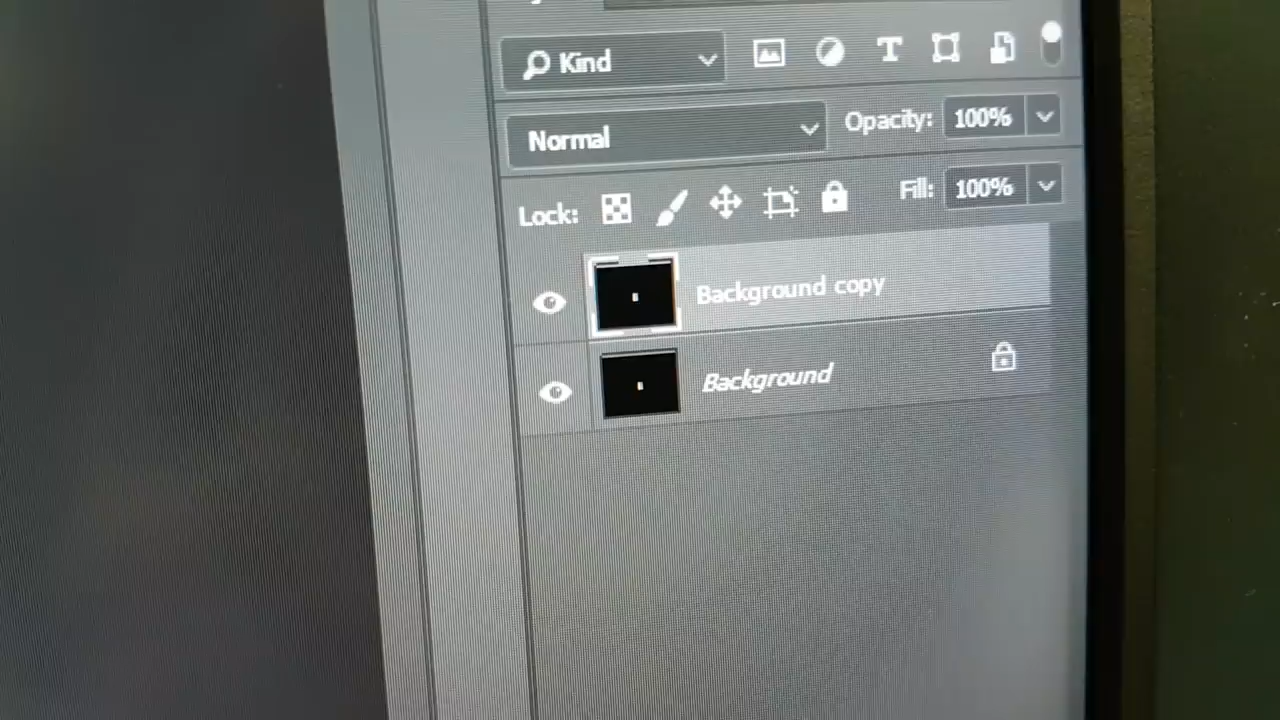 Kind
Normal
Opacity: 100%
Lock:
Fill: 100%
Background copy
Background